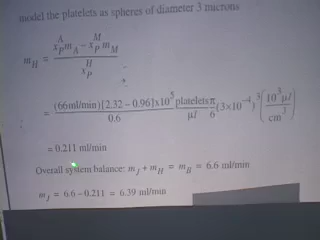 model the platelets as spheres of diameter 3 microns
m_H = (x_P^A m_A − x_P^M m_M) / x_P^H
= (66ml/min)[2.32 − 0.96]x10^5 / 0.6 platelets/μl π/6 (3×10^−4)^3 (10^3 μl / cm^3)
= 0.211 ml/min
Overall system balance: m_J + m_H = m_B = 6.6 ml/min
m_J = 6.6 - 0.211 = 6.39 ml/min